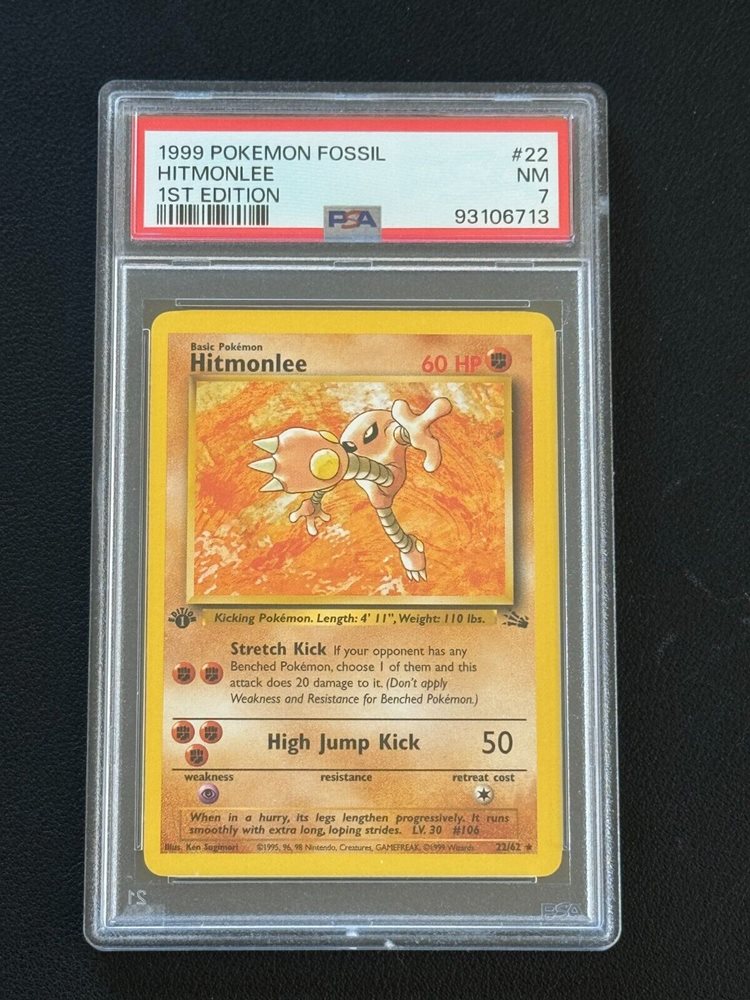 1999 POKEMON FOSSIL #22
HITMONLEE NM
1ST EDITION 7
PSA 93106713
Basic Pokémon
Hitmonlee 60 HP
EDITION 1
Kicking Pokémon. Length: 4' 11", Weight: 110 lbs.
Stretch Kick If your opponent has any
Benched Pokémon, choose 1 of them and this
attack does 20 damage to it. (Don't apply
Weakness and Resistance for Benched Pokémon.)
High Jump Kick 50
weakness resistance retreat cost
When in a hurry, its legs lengthen progressively. It runs
smoothly with extra long, loping strides. LV. 30 #106
Illus. Ken Sugimori ©1995, 96, 98 Nintendo, Creatures, GAMEFREAK. ©1999 Wizards. 22/62 ★
21 PSA